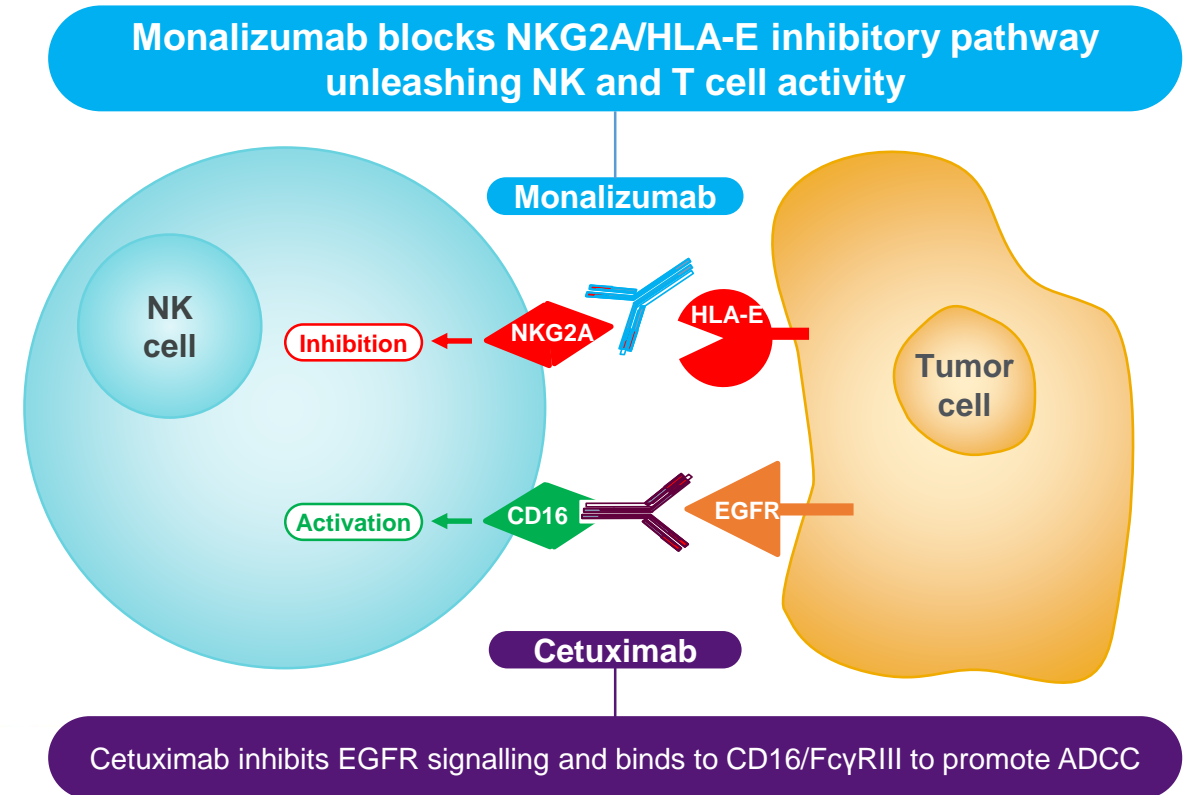 Monalizumab blocks NKG2A/HLA-E inhibitory pathway
unleashing NK and T cell activity
Monalizumab
NK
cell
Inhibition
NKG2A
HLA-E
Tumor
cell
Activation
CD16
EGFR
Cetuximab
Cetuximab inhibits EGFR signalling and binds to CD16/FcγRIII to promote ADCC